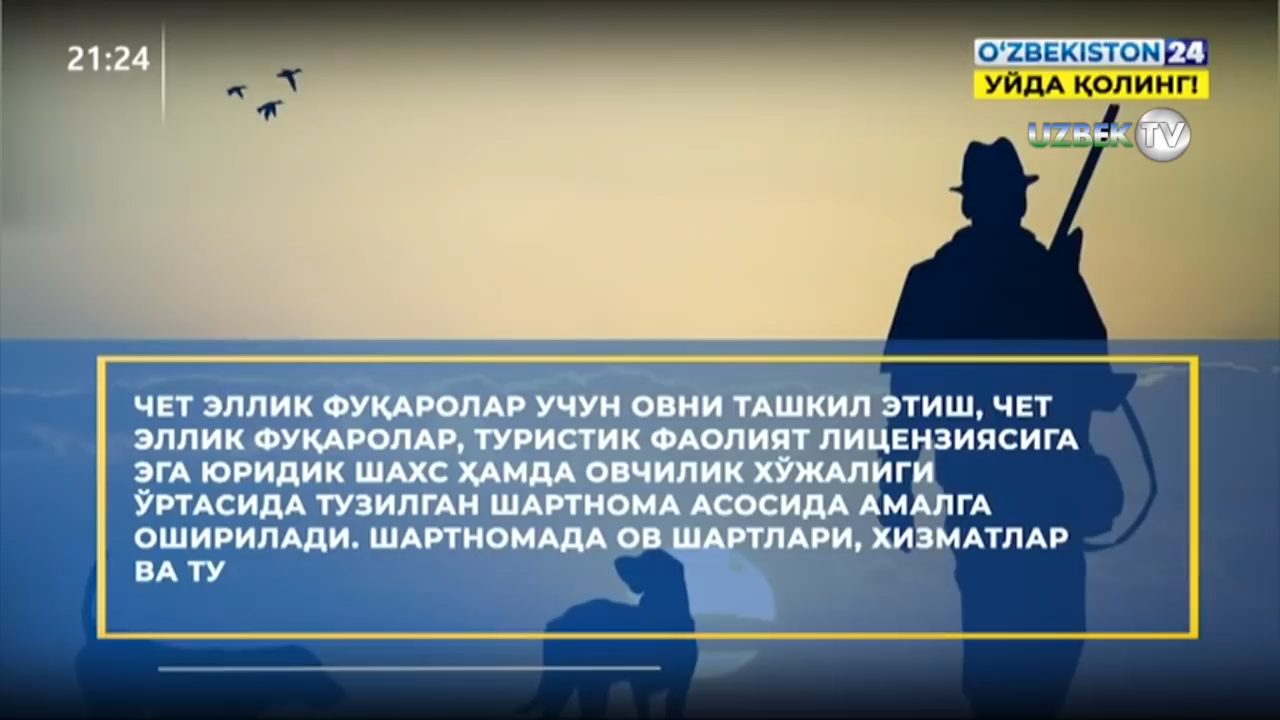 21:24
O‘ZBEKISTON 24
УЙДА ҚОЛИНГ!
UZBEK TV
ЧЕТ ЭЛЛИК ФУҚАРОЛАР УЧУН ОВНИ ТАШКИЛ ЭТИШ, ЧЕТ
ЭЛЛИК ФУҚАРОЛАР, ТУРИСТИК ФАОЛИЯТ ЛИЦЕНЗИЯСИГА
ЭГА ЮРИДИК ШАХС ҲАМДА ОВЧИЛИК ХЎЖАЛИГИ
ЎРТАСИДА ТУЗИЛГАН ШАРТНОМА АСОСИДА АМАЛГА
ОШИРИЛАДИ. ШАРТНОМАДА ОВ ШАРТЛАРИ, ХИЗМАТЛАР
ВА ТУ